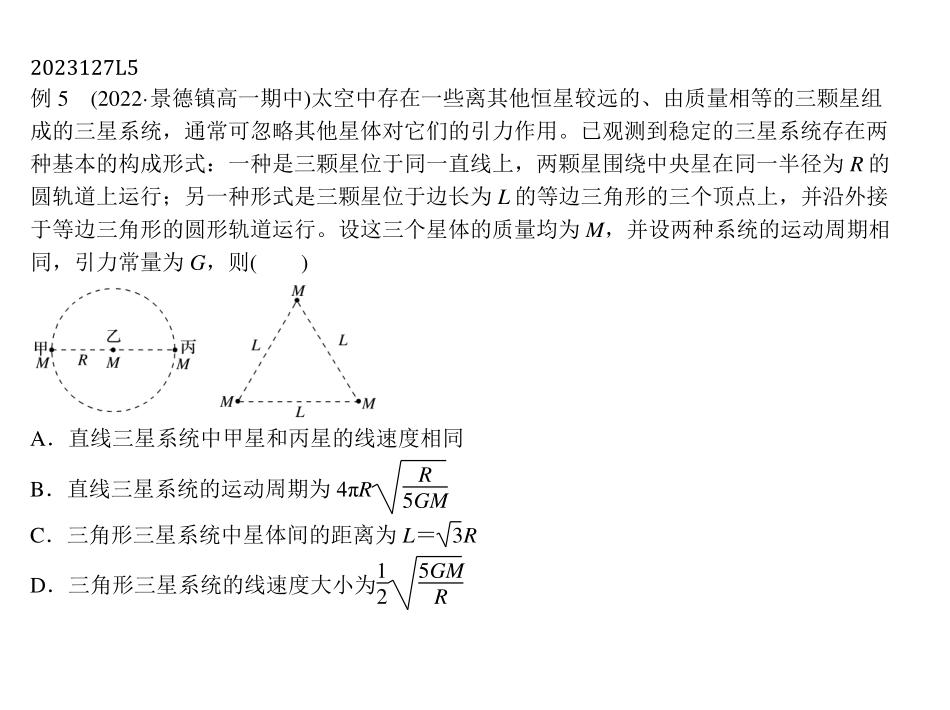 2023127L5
例 5　(2022·景德镇高一期中)太空中存在一些离其他恒星较远的、由质量相等的三颗星组
成的三星系统，通常可忽略其他星体对它们的引力作用。已观测到稳定的三星系统存在两
种基本的构成形式：一种是三颗星位于同一直线上，两颗星围绕中央星在同一半径为 R 的
圆轨道上运行；另一种形式是三颗星位于边长为 L 的等边三角形的三个顶点上，并沿外接
于等边三角形的圆形轨道运行。设这三个星体的质量均为 M，并设两种系统的运动周期相
同，引力常量为 G，则(　　)
甲 M R 乙 M 丙 M
M L L M L M
A．直线三星系统中甲星和丙星的线速度相同
B．直线三星系统的运动周期为 4πR√(R/5GM)
C．三角形三星系统中星体间的距离为 L＝√3R
D．三角形三星系统的线速度大小为 1/2 √(5GM/R)